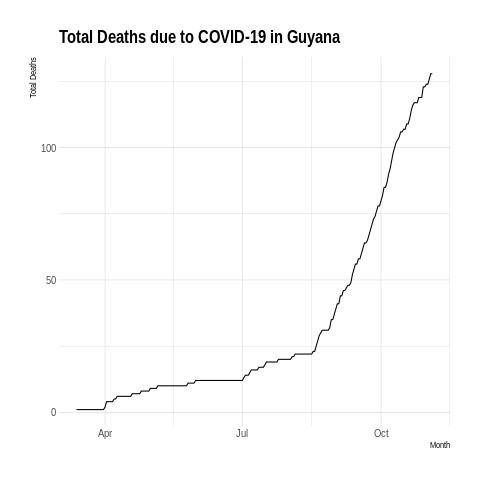 Total Deaths due to COVID-19 in Guyana
Total Deaths
100
50
0
Apr Jul Oct
Month